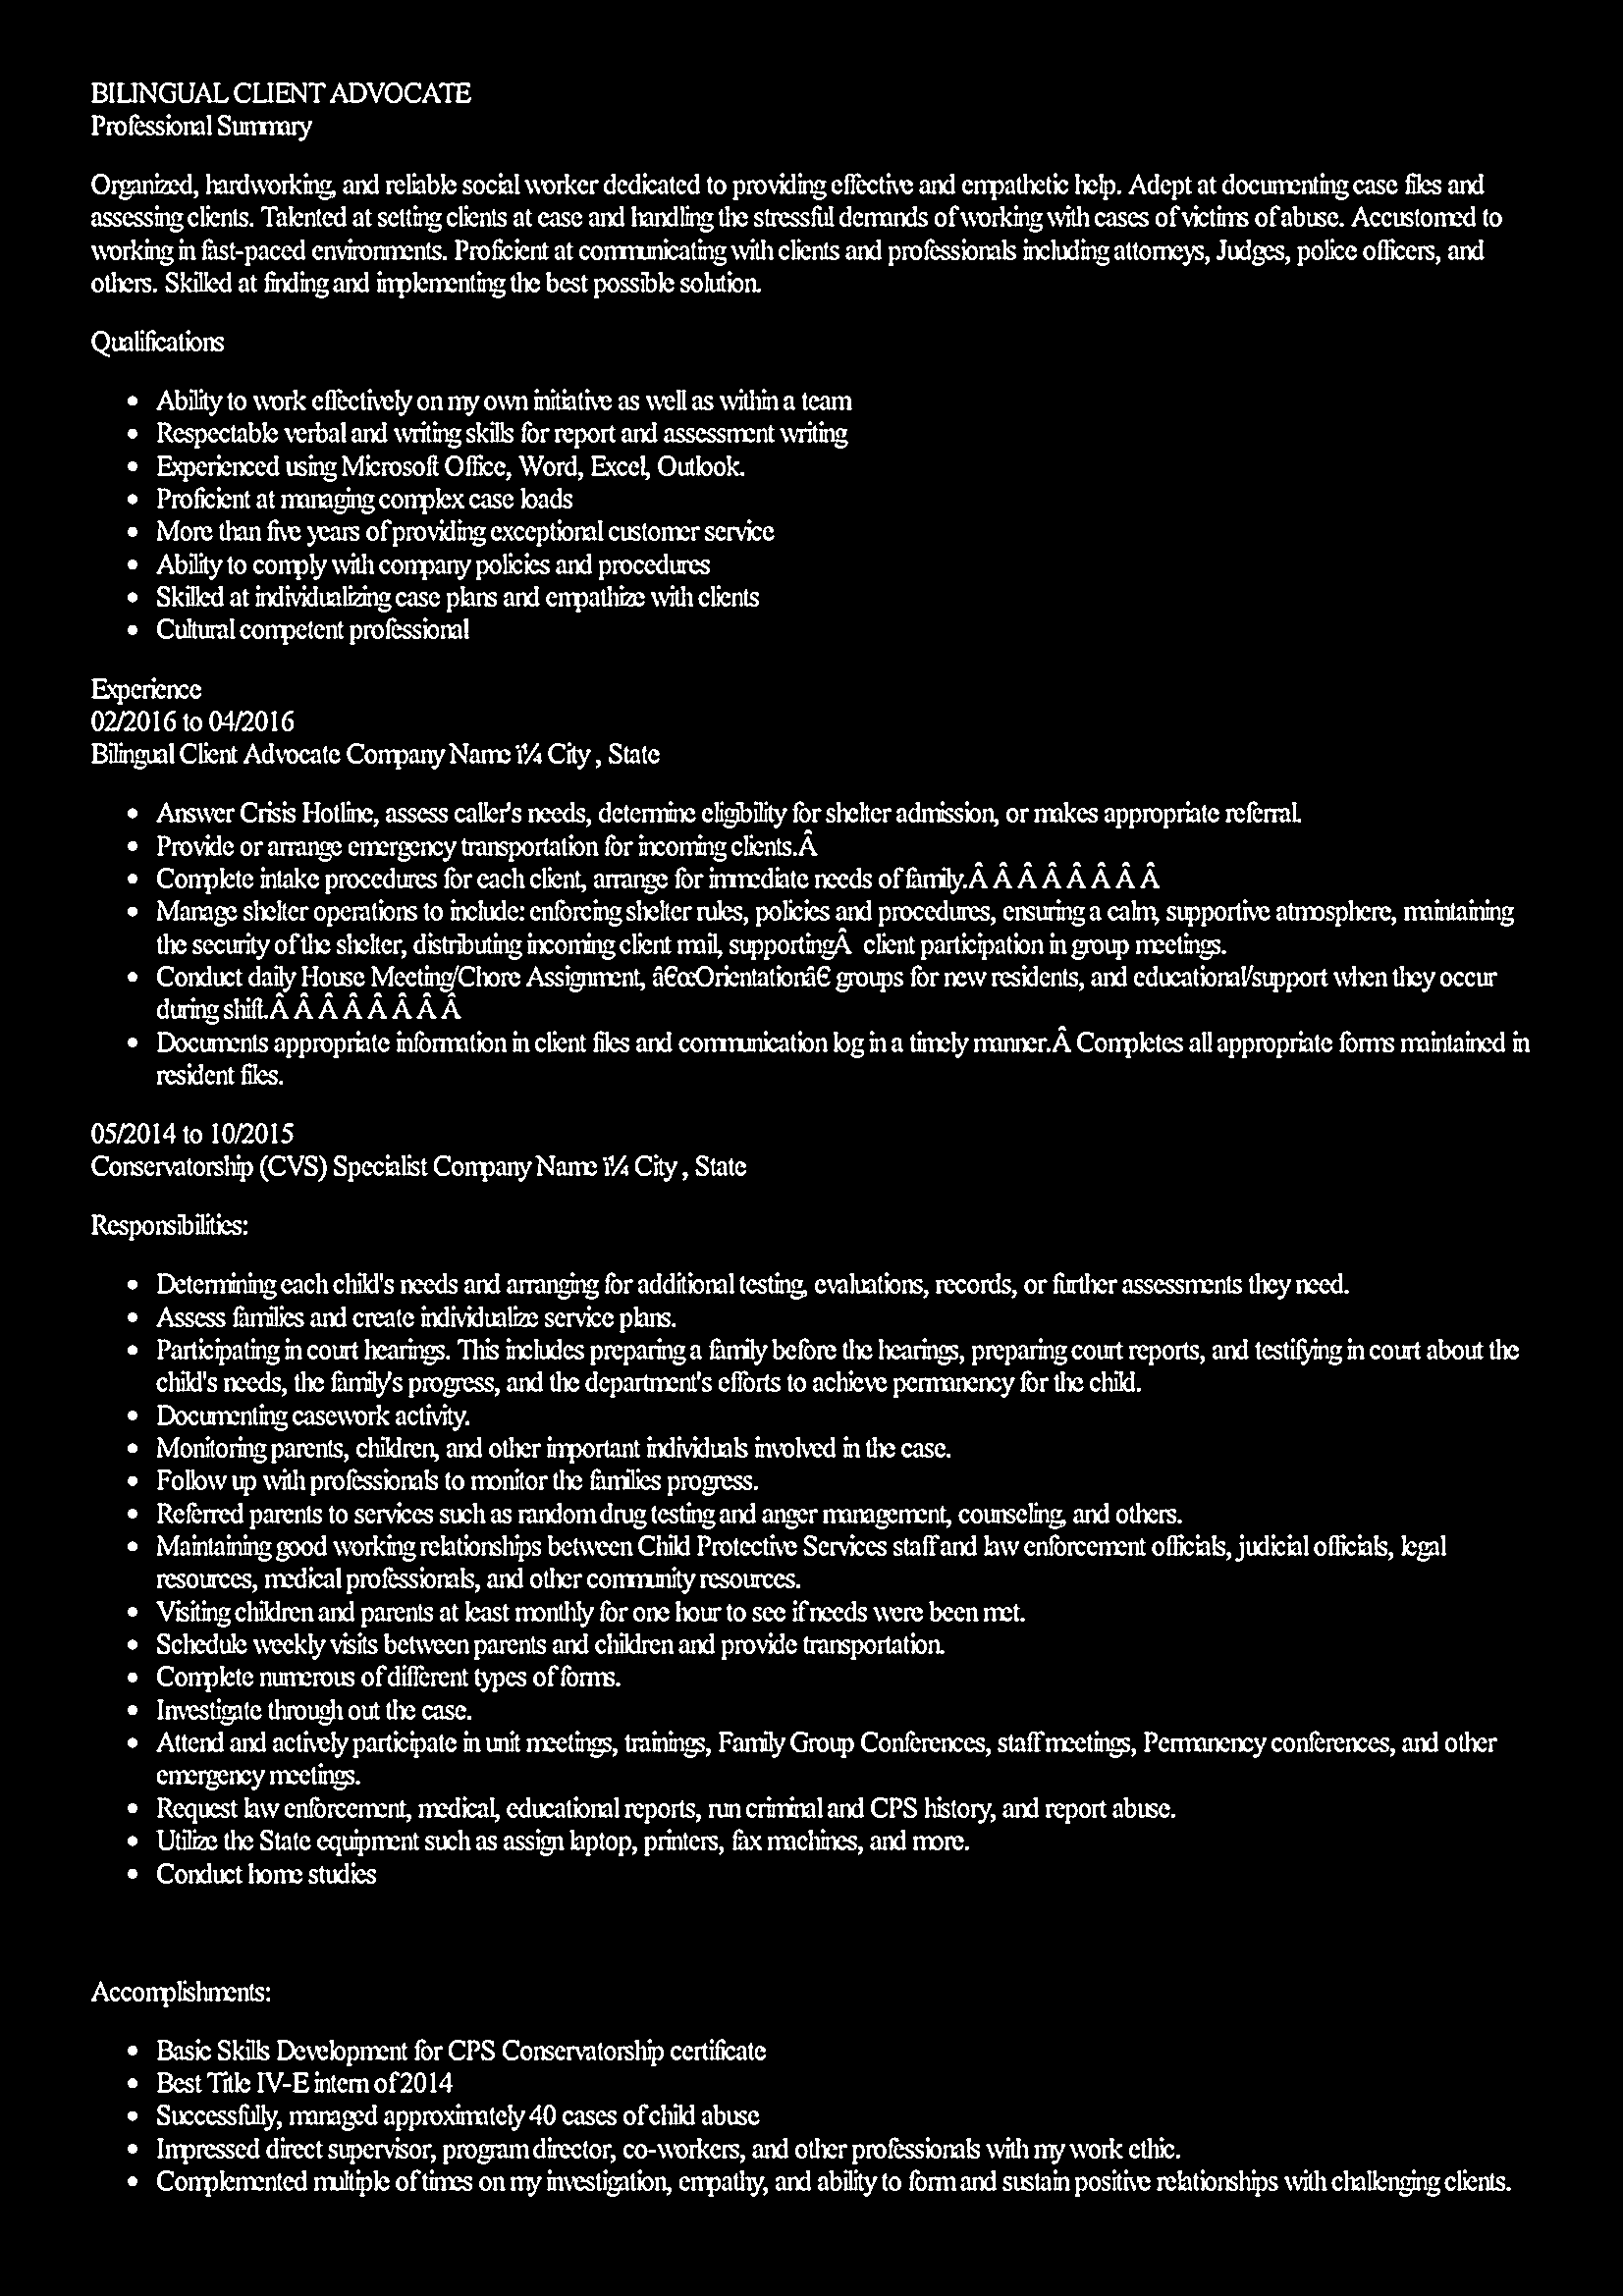 BILINGUAL CLIENT ADVOCATE
Professional Summary
Organized, hardworking, and reliable social worker dedicated to providing effective and empathetic help. Adept at documenting case files and
assessing clients. Talented at setting clients at ease and handling the stressful demands of working with cases of victims of abuse. Accustomed to
working in fast-paced environments. Proficient at communicating with clients and professionals including attorneys, Judges, police officers, and
others. Skilled at finding and implementing the best possible solution.
Qualifications
• Ability to work effectively on my own initiative as well as within a team
• Respectable verbal and writing skills for report and assessment writing
• Experienced using Microsoft Office, Word, Excel, Outlook.
• Proficient at managing complex case loads
• More than five years of providing exceptional customer service
• Ability to comply with company policies and procedures
• Skilled at individualizing case plans and empathize with clients
• Cultural competent professional
Experience
02/2016 to 04/2016
Bilingual Client Advocate Company Name ï¼ City , State
• Answer Crisis Hotline, assess caller's needs, determine eligibility for shelter admission, or makes appropriate referral.
• Provide or arrange emergency transportation for incoming clients.Â
• Complete intake procedures for each client, arrange for immediate needs of family.Â Â Â Â Â Â Â Â
• Manage shelter operations to include: enforcing shelter rules, policies and procedures, ensuring a calm, supportive atmosphere, maintaining
the security of the shelter, distributing incoming client mail, supportingÂ  client participation in group meetings.
• Conduct daily House Meeting/Chore Assignment, â€œOrientationâ€ groups for new residents, and educational/support when they occur
during shift.Â Â Â Â Â Â Â Â
• Documents appropriate information in client files and communication log in a timely manner.Â Completes all appropriate forms maintained in
resident files.
05/2014 to 10/2015
Conservatorship (CVS) Specialist Company Name ï¼ City , State
Responsibilities:
• Determining each child's needs and arranging for additional testing, evaluations, records, or further assessments they need.
• Assess families and create individualize service plans.
• Participating in court hearings. This includes preparing a family before the hearings, preparing court reports, and testifying in court about the
child's needs, the family's progress, and the department's efforts to achieve permanency for the child.
• Documenting casework activity.
• Monitoring parents, children, and other important individuals involved in the case.
• Follow up with professionals to monitor the families progress.
• Referred parents to services such as random drug testing and anger management, counseling, and others.
• Maintaining good working relationships between Child Protective Services staff and law enforcement officials, judicial officials, legal
resources, medical professionals, and other community resources.
• Visiting children and parents at least monthly for one hour to see if needs were been met.
• Schedule weekly visits between parents and children and provide transportation.
• Complete numerous of different types of forms.
• Investigate through out the case.
• Attend and actively participate in unit meetings, trainings, Family Group Conferences, staff meetings, Permanency conferences, and other
emergency meetings.
• Request law enforcement, medical, educational reports, run criminal and CPS history, and report abuse.
• Utilize the State equipment such as assign laptop, printers, fax machines, and more.
• Conduct home studies
Accomplishments:
• Basic Skills Development for CPS Conservatorship certificate
• Best Title IV-E intern of 2014
• Successfully, managed approximately 40 cases of child abuse
• Impressed direct supervisor, program director, co-workers, and other professionals with my work ethic.
• Complemented multiple of times on my investigation, empathy, and ability to form and sustain positive relationships with challenging clients.